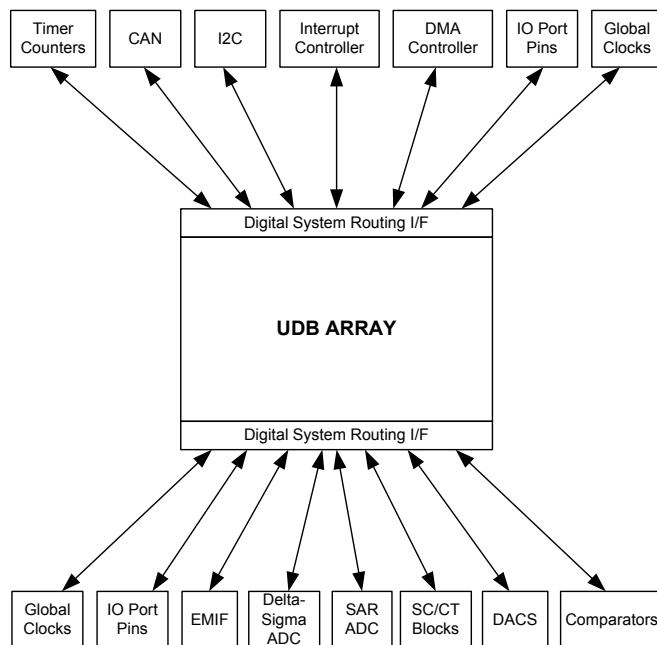 Timer
Counters
CAN
I2C
Interrupt
Controller
DMA
Controller
IO Port
Pins
Global
Clocks
Digital System Routing I/F
UDB ARRAY
Digital System Routing I/F
Global
Clocks
IO Port
Pins
EMIF
Delta-
Sigma
ADC
SAR
ADC
SC/CT
Blocks
DACS
Comparators